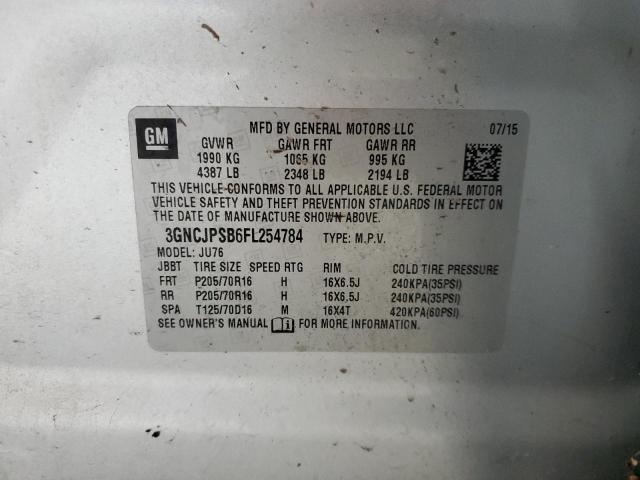 GM
MFD BY GENERAL MOTORS LLC 07/15
GVWR GAWR FRT GAWR RR
1990 KG 1065 KG 995 KG
4387 LB 2348 LB 2194 LB
THIS VEHICLE CONFORMS TO ALL APPLICABLE U.S. FEDERAL MOTOR
VEHICLE SAFETY AND THEFT PREVENTION STANDARDS IN EFFECT ON
THE DATE OF MANUFACTURE SHOWN ABOVE.
3GNCJPSB6FL254784 TYPE: M.P.V.
MODEL: JU76
JBBT TIRE SIZE SPEED RTG RIM COLD TIRE PRESSURE
FRT P205/70R16 H 16X6.5J 240KPA(35PSI)
RR P205/70R16 H 16X6.5J 240KPA(35PSI)
SPA T125/70D16 M 16X4T 420KPA(60PSI)
SEE OWNER'S MANUAL FOR MORE INFORMATION.